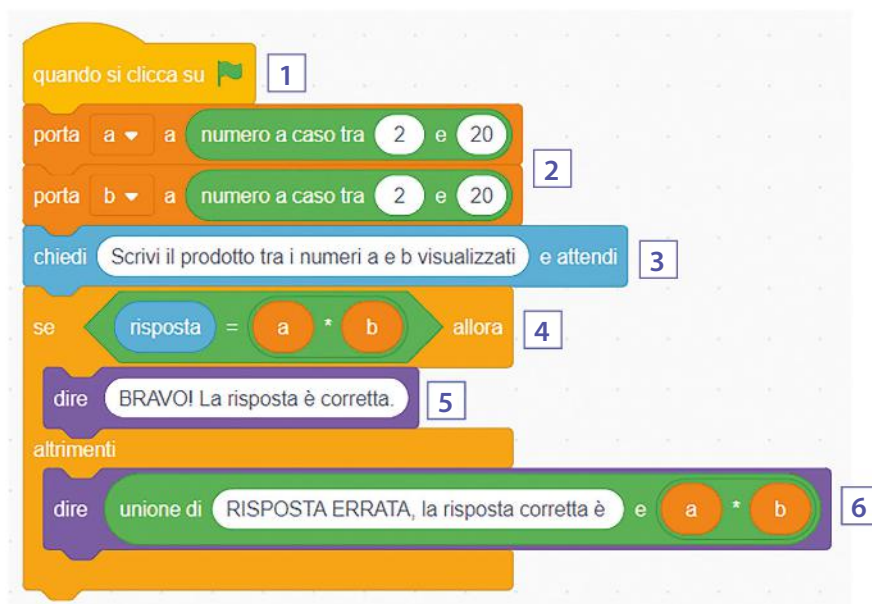 quando si clicca su 1
porta a a numero a caso tra 2 e 20
2
porta b a numero a caso tra 2 e 20
chiedi Scrivi il prodotto tra i numeri a e b visualizzati e attendi 3
se risposta = a * b allora 4
dire BRAVO! La risposta è corretta. 5
altrimenti
dire unione di RISPOSTA ERRATA, la risposta corretta è e a * b 6